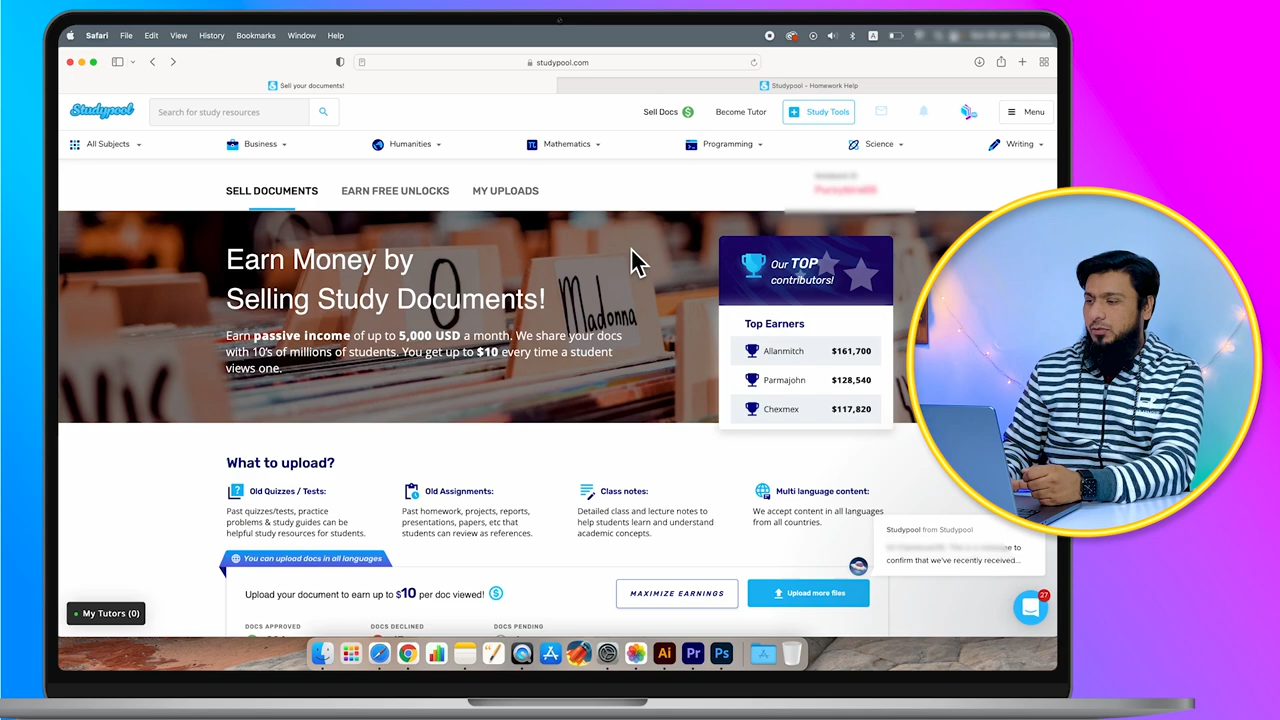 Safari File Edit View History Bookmarks Window Help
A
studypool.com
Sell your documents!
Studypool - Homework Help
Studypool
Search for study resources
Sell Docs $
Become Tutor
Study Tools
Menu
All Subjects
Business
Humanities
Mathematics
Programming
Science
Writing
SELL DOCUMENTS
EARN FREE UNLOCKS
MY UPLOADS
Earn Money by
Selling Study Documents!
Earn passive income of up to 5,000 USD a month. We share your docs
with 10's of millions of students. You get up to $10 every time a student
views one.
O
Madonna
Our TOP
contributors!
Top Earners
Allanmitch $161,700
Parmajohn $128,540
Chexmex $117,820
What to upload?
Old Quizzes / Tests:
Past quizzes/tests, practice
problems & study guides can be
helpful resources for students.
Old Assignments:
Past homework, projects, reports,
presentations, papers, etc that
students can review as references.
Class notes:
Detailed class and lecture notes to
help students learn and understand
academic concepts.
Multi language content:
We accept content in all languages
from all countries.
You can upload docs in all languages
Upload your document to earn up to $10 per doc viewed! $
MAXIMIZE EARNINGS
Upload more files
DOCS APPROVED
DOCS DECLINED
DOCS PENDING
Studypool from Studypool
to
confirm that we've recently received...
27
My Tutors (0)
Ai
Pr
Ps